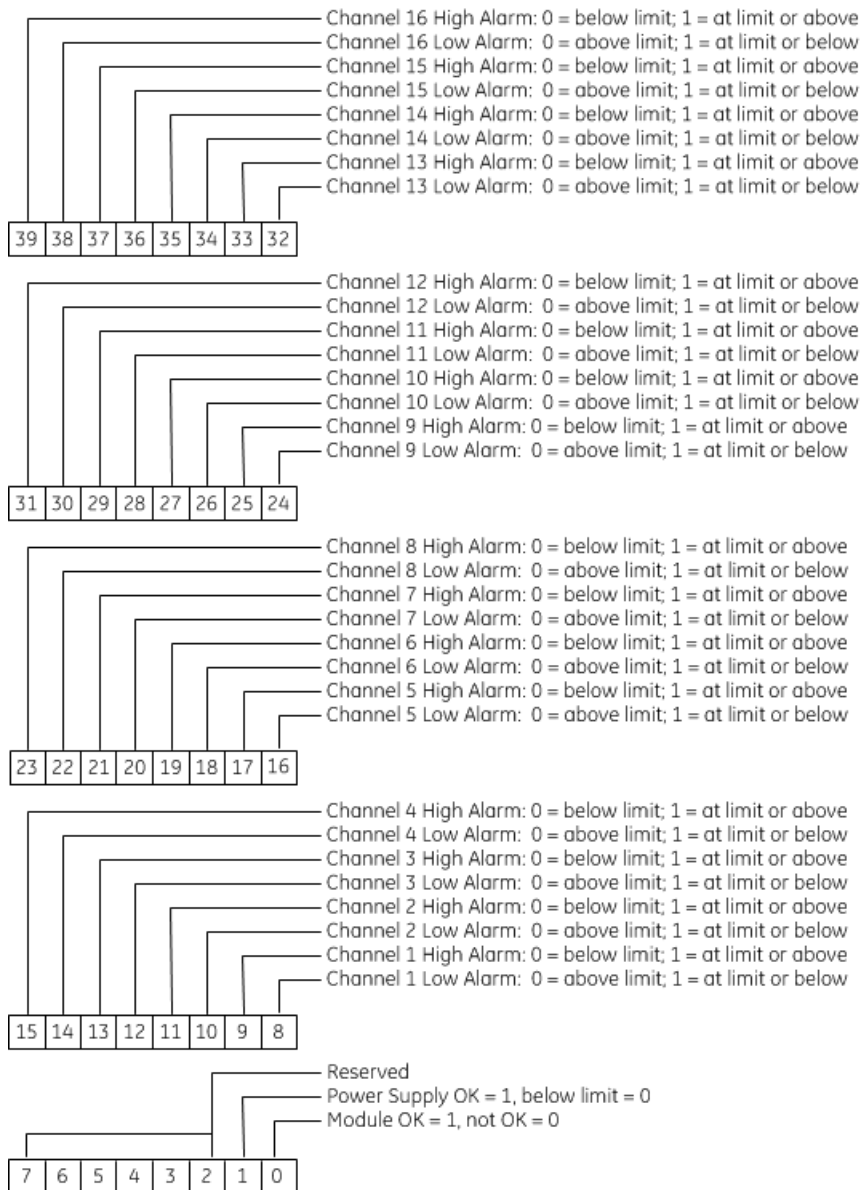 Channel 16 High Alarm: 0 = below limit; 1 = at limit or above
Channel 16 Low Alarm: 0 = above limit; 1 = at limit or below
Channel 15 High Alarm: 0 = below limit; 1 = at limit or above
Channel 15 Low Alarm: 0 = above limit; 1 = at limit or below
Channel 14 High Alarm: 0 = below limit; 1 = at limit or above
Channel 14 Low Alarm: 0 = above limit; 1 = at limit or below
Channel 13 High Alarm: 0 = below limit; 1 = at limit or above
Channel 13 Low Alarm: 0 = above limit; 1 = at limit or below
39 38 37 36 35 34 33 32
Channel 12 High Alarm: 0 = below limit; 1 = at limit or above
Channel 12 Low Alarm: 0 = above limit; 1 = at limit or below
Channel 11 High Alarm: 0 = below limit; 1 = at limit or above
Channel 11 Low Alarm: 0 = above limit; 1 = at limit or below
Channel 10 High Alarm: 0 = below limit; 1 = at limit or above
Channel 10 Low Alarm: 0 = above limit; 1 = at limit or below
Channel 9 High Alarm: 0 = below limit; 1 = at limit or above
Channel 9 Low Alarm: 0 = above limit; 1 = at limit or below
31 30 29 28 27 26 25 24
Channel 8 High Alarm: 0 = below limit; 1 = at limit or above
Channel 8 Low Alarm: 0 = above limit; 1 = at limit or below
Channel 7 High Alarm: 0 = below limit; 1 = at limit or above
Channel 7 Low Alarm: 0 = above limit; 1 = at limit or below
Channel 6 High Alarm: 0 = below limit; 1 = at limit or above
Channel 6 Low Alarm: 0 = above limit; 1 = at limit or below
Channel 5 High Alarm: 0 = below limit; 1 = at limit or above
Channel 5 Low Alarm: 0 = above limit; 1 = at limit or below
23 22 21 20 19 18 17 16
Channel 4 High Alarm: 0 = below limit; 1 = at limit or above
Channel 4 Low Alarm: 0 = above limit; 1 = at limit or below
Channel 3 High Alarm: 0 = below limit; 1 = at limit or above
Channel 3 Low Alarm: 0 = above limit; 1 = at limit or below
Channel 2 High Alarm: 0 = below limit; 1 = at limit or above
Channel 2 Low Alarm: 0 = above limit; 1 = at limit or below
Channel 1 High Alarm: 0 = below limit; 1 = at limit or above
Channel 1 Low Alarm: 0 = above limit; 1 = at limit or below
15 14 13 12 11 10 9 8
Reserved
Power Supply OK = 1, below limit = 0
Module OK = 1, not OK = 0
7 6 5 4 3 2 1 0